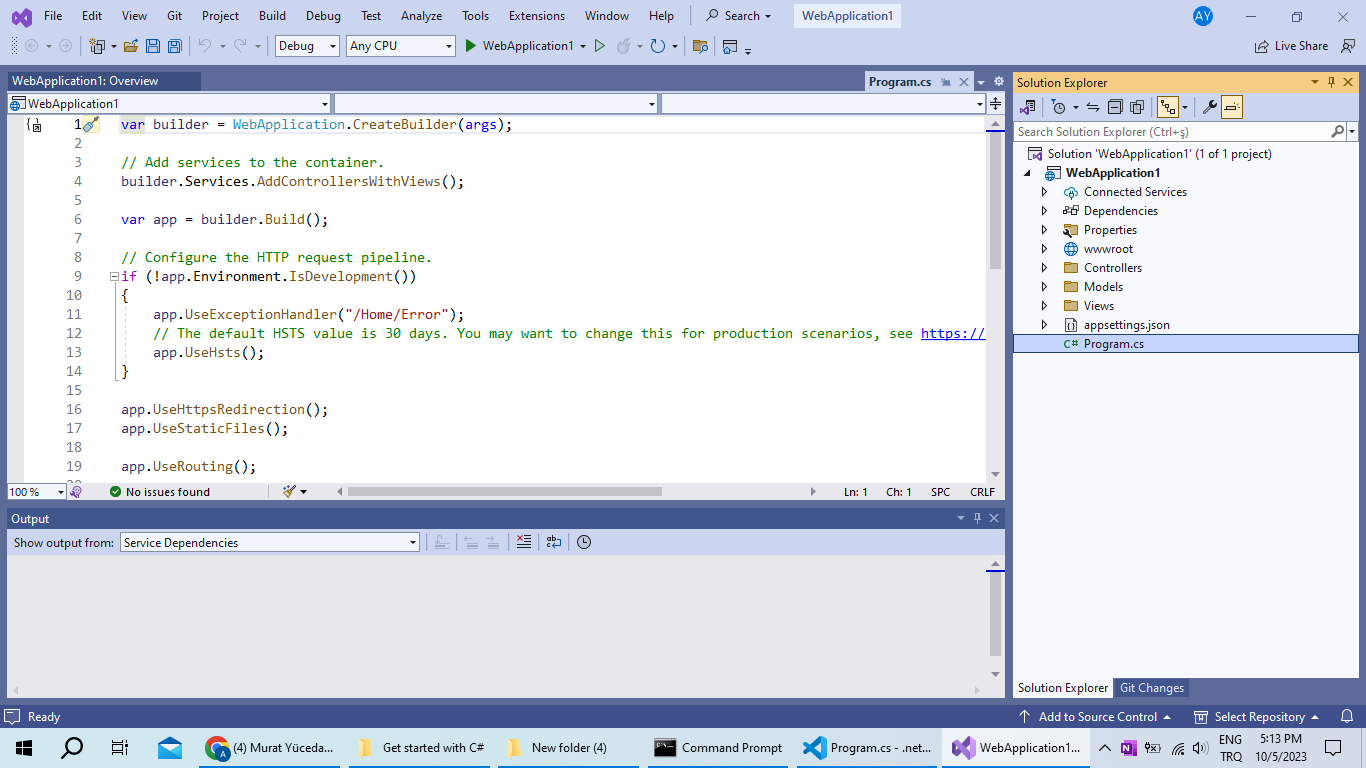 File Edit View Git Project Build Debug Test Analyze Tools Extensions Window Help Search WebApplication1 AY
Debug Any CPU WebApplication1 Live Share
WebApplication1: Overview Program.cs
WebApplication1
1 var builder = WebApplication.CreateBuilder(args);
2
3 // Add services to the container.
4 builder.Services.AddControllersWithViews();
5
6 var app = builder.Build();
7
8 // Configure the HTTP request pipeline.
9 if (!app.Environment.IsDevelopment())
10 {
11 app.UseExceptionHandler("/Home/Error");
12 // The default HSTS value is 30 days. You may want to change this for production scenarios, see https://
13 app.UseHsts();
14 }
15
16 app.UseHttpsRedirection();
17 app.UseStaticFiles();
18
19 app.UseRouting();
100 % No issues found Ln: 1 Ch: 1 SPC CRLF
Output
Show output from: Service Dependencies
Solution Explorer
Search Solution Explorer (Ctrl+ş)
Solution 'WebApplication1' (1 of 1 project)
WebApplication1
Connected Services
Dependencies
Properties
wwwroot
Controllers
Models
Views
appsettings.json
C# Program.cs
Solution Explorer Git Changes
Ready Add to Source Control Select Repository
(4) Murat Yüceda... Get started with C# New folder (4) Command Prompt Program.cs - .net... WebApplication1... ENG TRQ 5:13 PM 10/5/2023